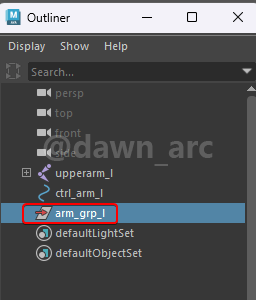 Outliner
Display Show Help
Search...
persp
top
front
side
@dawn_arc
upperarm_l
ctrl_arm_l
arm_grp_l
defaultLightSet
defaultObjectSet